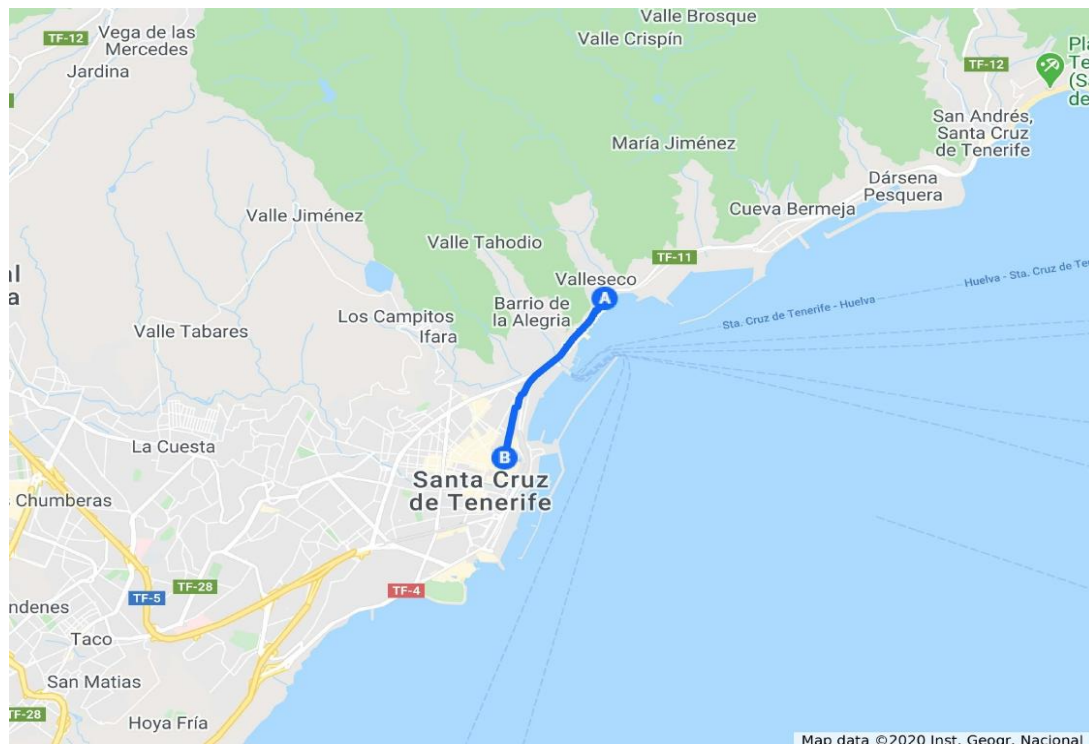 Valle Brosque
Vega de las
Mercedes
TF-12
Valle Crispín
Jardina
TF-12
San Andrés,
Santa Cruz
de Tenerife
María Jiménez
Dársena
Pesquera
Cueva Bermeja
Valle Jiménez
Valle Tahodio
TF-11
Valleseco
Huelva - Sta. Cruz de
Sta. Cruz de Tenerife - Huelva
A
Barrio de
la Alegria
Los Campitos
Ifara
Valle Tabares
La Cuesta
B
Santa Cruz
de Tenerife
Chumberas
TF-28
TF-5
TF-4
Taco
San Matias
TF-28
Hoya Fría
Map data ©2020 Inst. Geogr. Nacional